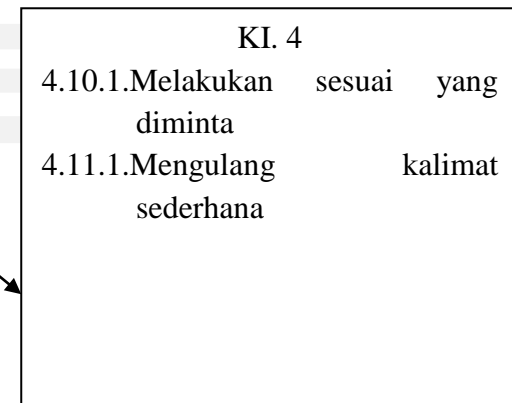 KI. 4
4.10.1.Melakukan sesuai yang
diminta
4.11.1.Mengulang kalimat
sederhana